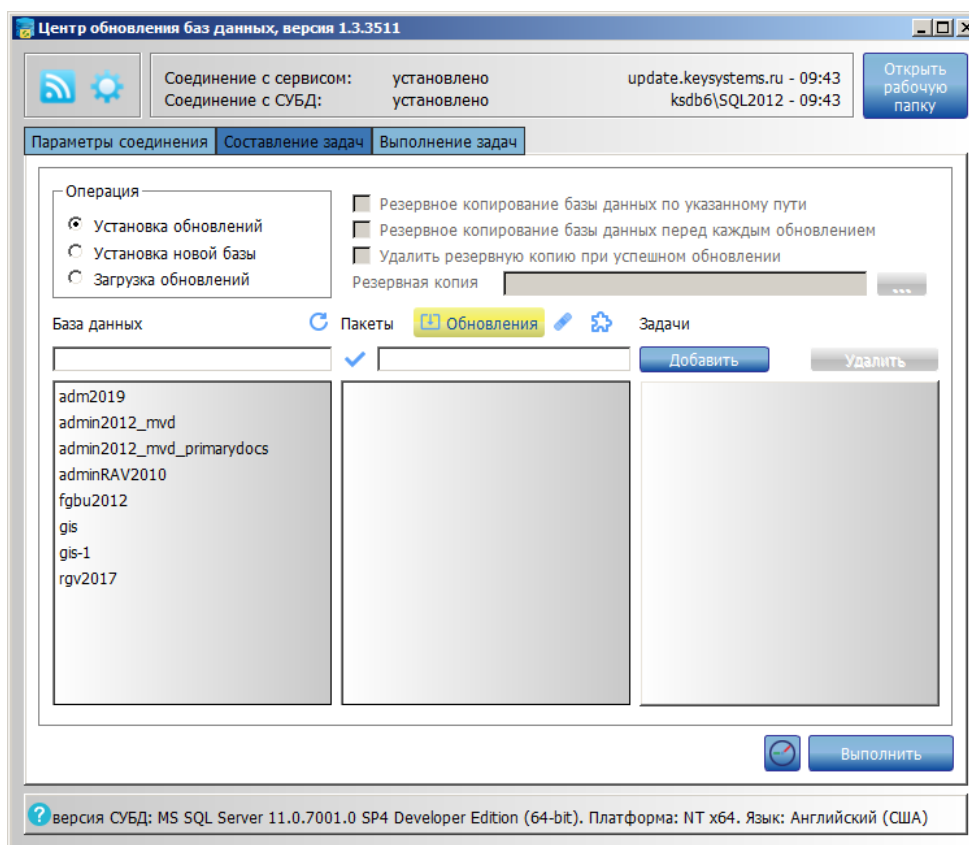 Центр обновления баз данных, версия 1.3.3511
Соединение с сервисом: установлено update.keysystems.ru - 09:43
Соединение с СУБД: установлено ksdb6\SQL2012 - 09:43
Открыть рабочую папку
Параметры соединения Составление задач Выполнение задач
Операция
Установка обновлений
Установка новой базы
Загрузка обновлений
Резервное копирование базы данных по указанному пути
Резервное копирование базы данных перед каждым обновлением
Удалить резервную копию при успешном обновлении
Резервная копия ...
База данных Пакеты Обновления Задачи
Добавить Удалить
adm2019
admin2012_mvd
admin2012_mvd_primarydocs
adminRAV2010
fgbu2012
gis
gis-1
rgv2017
Выполнить
версия СУБД: MS SQL Server 11.0.7001.0 SP4 Developer Edition (64-bit). Платформа: NT x64. Язык: Английский (США)